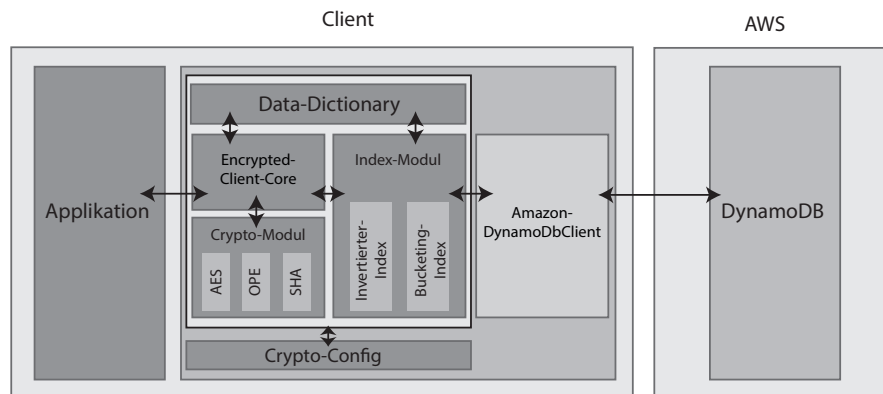 Client
AWS
Data-Dictionary
Encrypted-
Client-Core
Index-Modul
Applikation
Amazon-
DynamoDbClient
DynamoDB
Crypto-Modul
AES
OPE
SHA
Invertierter-
Index
Bucketing-
Index
Crypto-Config